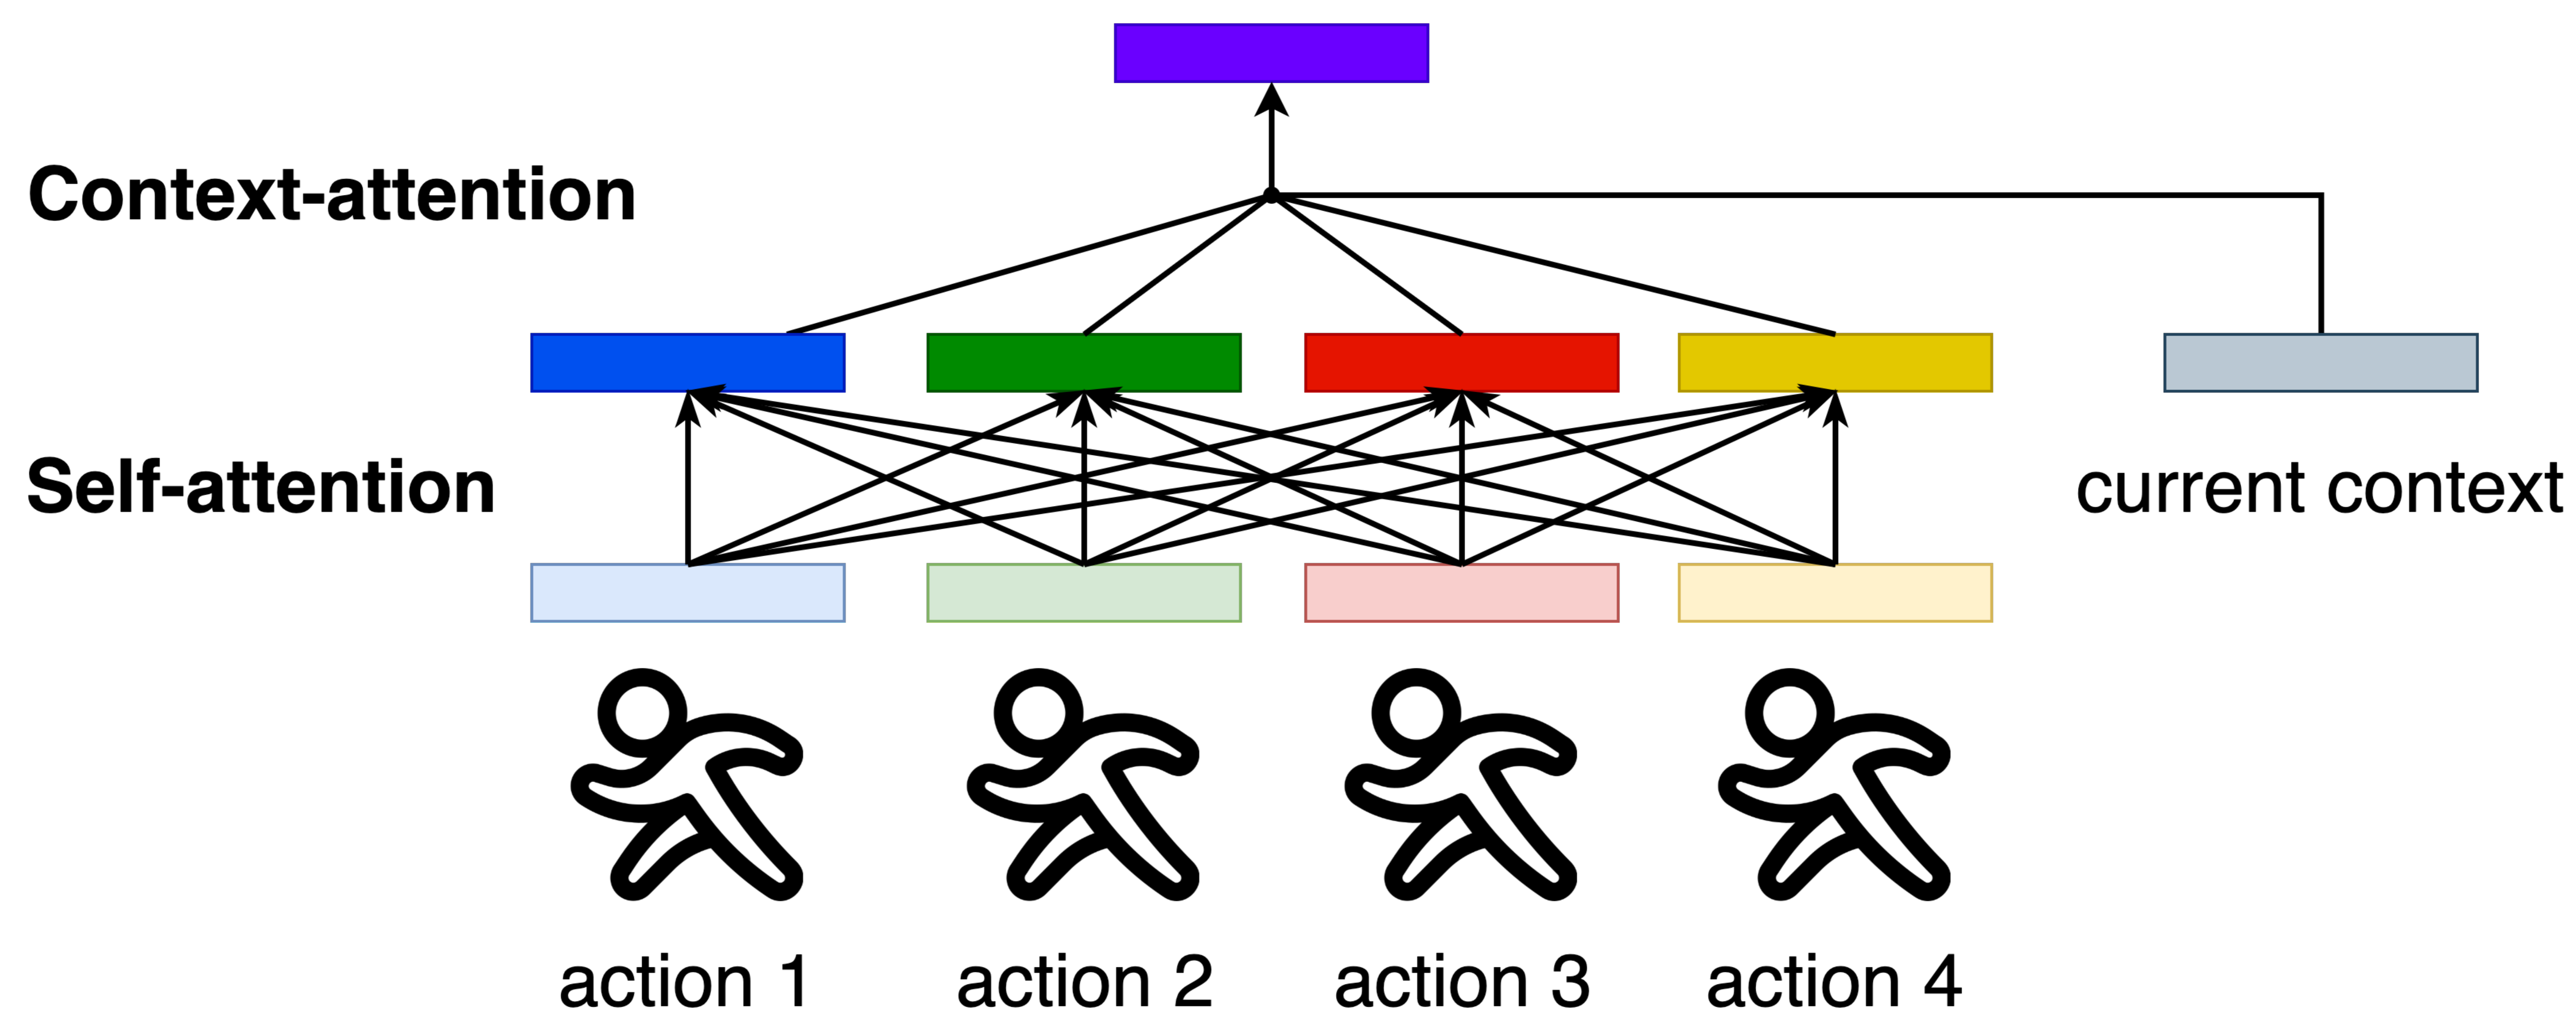 Context-attention
Self-attention
current context
action 1
action 2
action 3
action 4